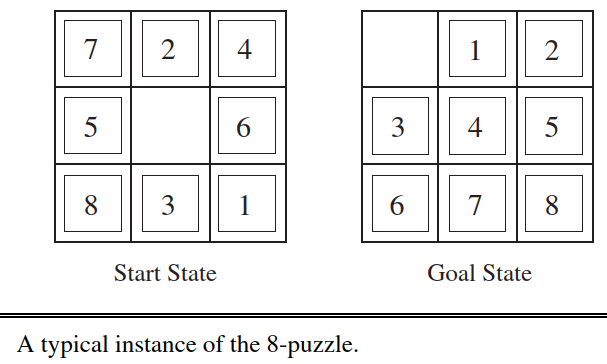 7 2 4 1 2
5 6 3 4 5
8 3 1 6 7 8
Start State Goal State
A typical instance of the 8-puzzle.